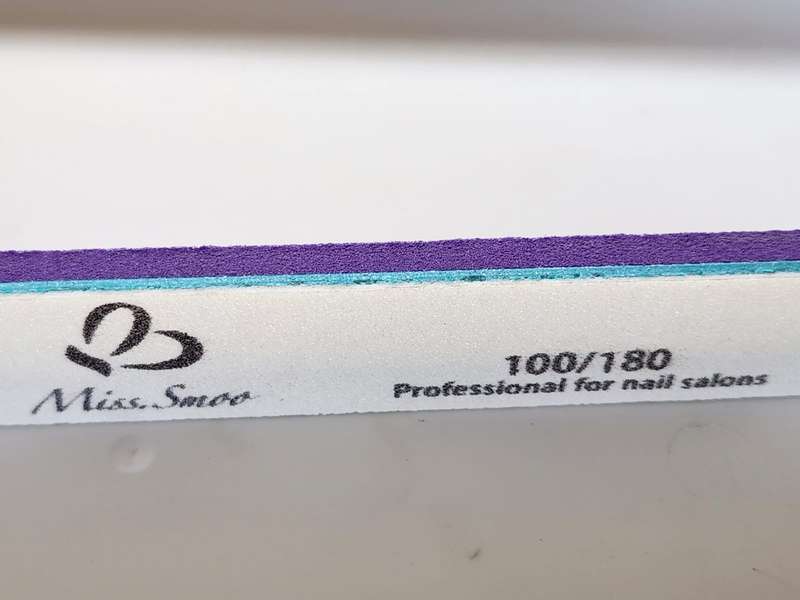 Miss. Smoo
100/180
Professional for nail salons